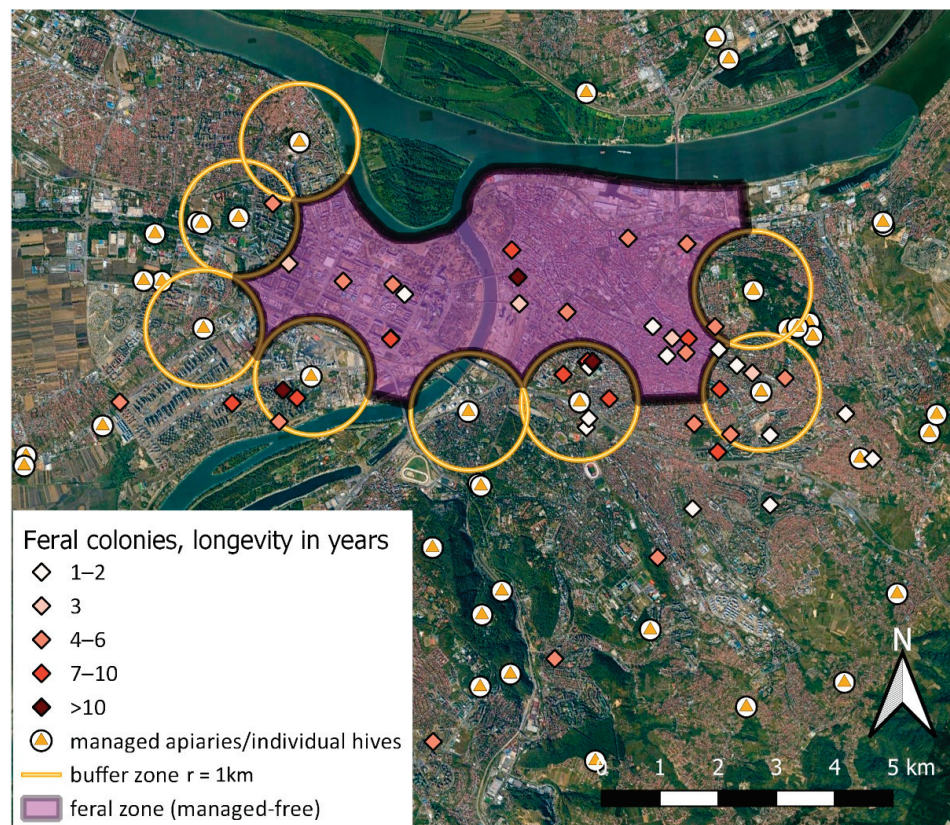 Feral colonies, longevity in years
1–2
3
4–6
7–10
>10
managed apiaries/individual hives
buffer zone r = 1km
feral zone (managed-free)
N
0 1 2 3 4 5 km